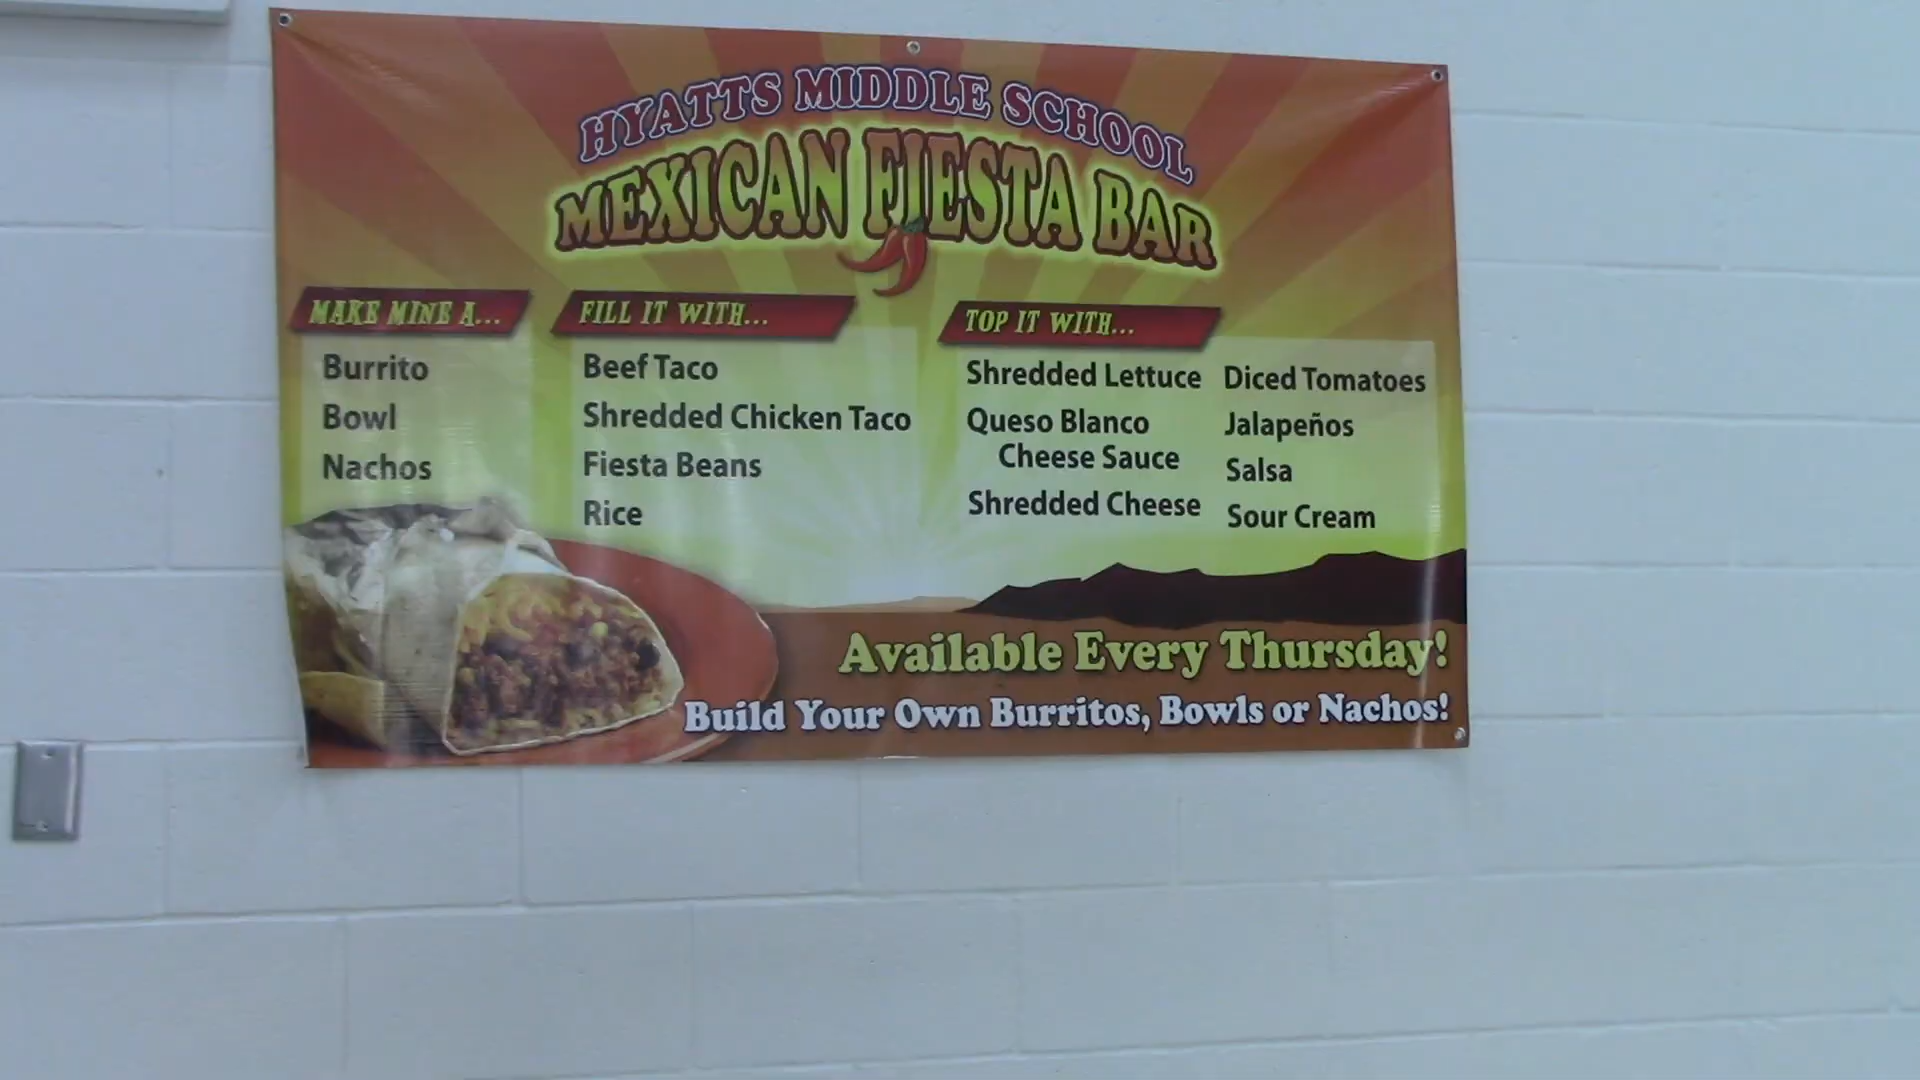 HYATTS MIDDLE SCHOOL
MEXICAN FIESTA BAR
MAKE MINE A...
Burrito
Bowl
Nachos
FILL IT WITH...
Beef Taco
Shredded Chicken Taco
Fiesta Beans
Rice
TOP IT WITH...
Shredded Lettuce
Queso Blanco
Cheese Sauce
Shredded Cheese
Diced Tomatoes
Jalapeños
Salsa
Sour Cream
Available Every Thursday!
Build Your Own Burritos, Bowls or Nachos!